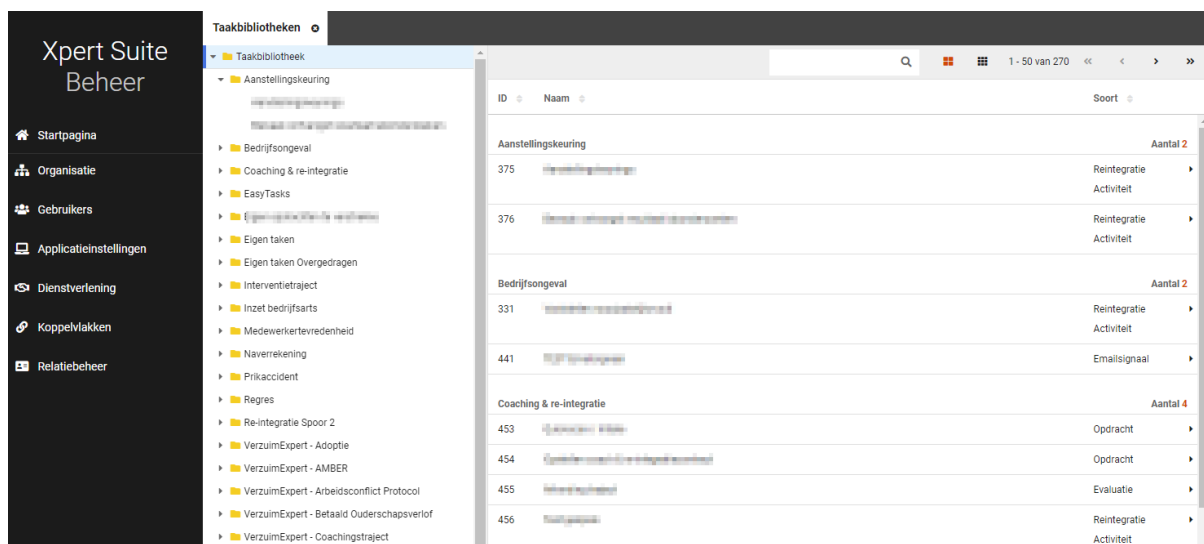 Xpert Suite
Beheer
Startpagina
Organisatie
Gebruikers
Applicatieinstellingen
Dienstverlening
Koppelvlakken
Relatiebeheer
Taakbibliotheken
Taakbibliotheek
Aanstellingskeuring
Bedrijfsongeval
Coaching & re-integratie
EasyTasks
Eigen taken
Eigen taken Overgedragen
Interventietraject
Inzet bedrijfsarts
Medewerkertevredenheid
Naverrekening
Prikaccident
Regres
Re-integratie Spoor 2
VerzuimExpert - Adoptie
VerzuimExpert - AMBER
VerzuimExpert - Arbeidsconflict Protocol
VerzuimExpert - Betaald Ouderschapsverlof
VerzuimExpert - Coachingstraject
1 - 50 van 270
ID Naam Soort
Aanstellingskeuring Aantal 2
375 Reintegratie
Activiteit
376 Reintegratie
Activiteit
Bedrijfsongeval Aantal 2
331 Reintegratie
Activiteit
441 Emailsignaal
Coaching & re-integratie Aantal 4
453 Opdracht
454 Opdracht
455 Evaluatie
456 Reintegratie
Activiteit